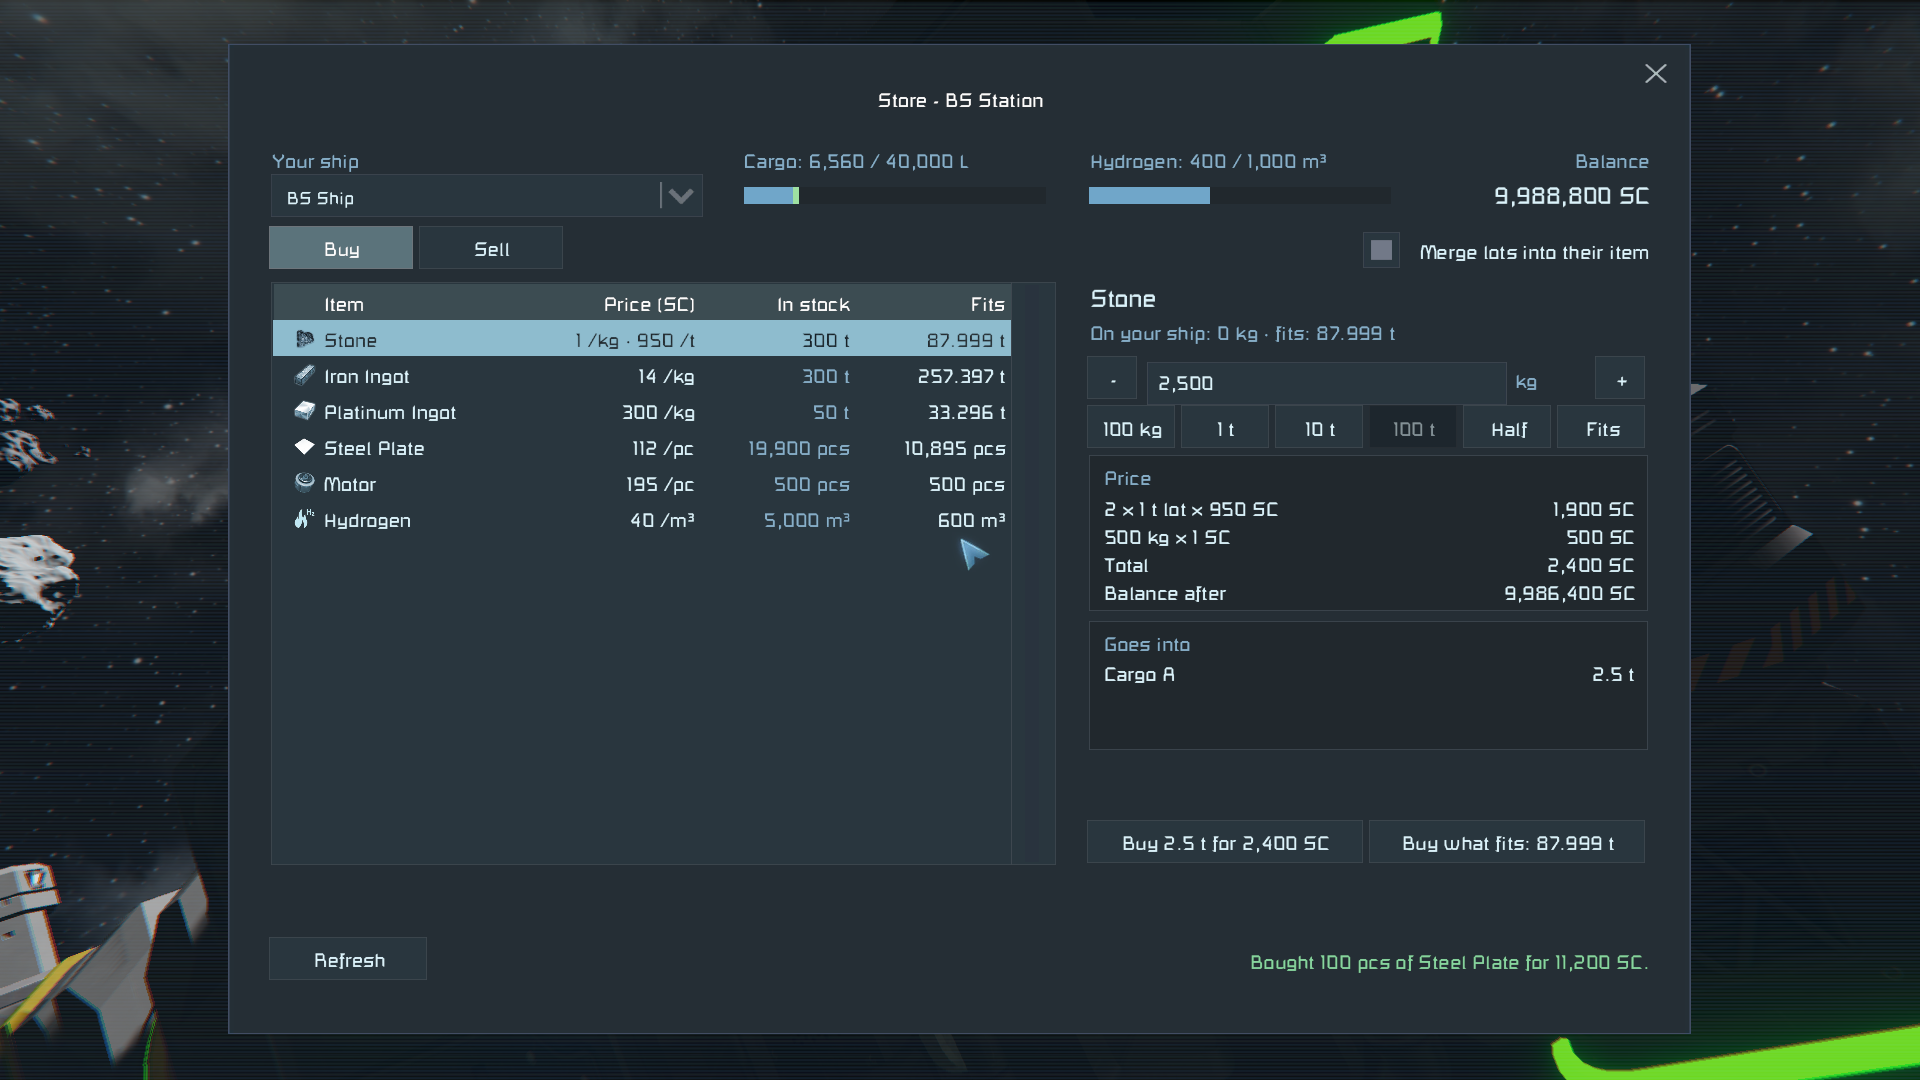 Store - BS Station
Your ship
BS Ship
Cargo: 6,560 / 40,000 L
Hydrogen: 400 / 1,000 m³
Balance
9,988,800 SC
Buy
Sell
Merge lots into their item
Item Price (SC) In stock Fits
Stone 1 /kg · 950 /t 300 t 87.999 t
Iron Ingot 14 /kg 300 t 257.397 t
Platinum Ingot 300 /kg 50 t 33.296 t
Steel Plate 112 /pc 19,900 pcs 10,895 pcs
Motor 195 /pc 500 pcs 500 pcs
Hydrogen 40 /m³ 5,000 m³ 600 m³
Stone
On your ship: 0 kg · fits: 87.999 t
- 2,500 kg +
100 kg 1 t 10 t 100 t Half Fits
Price
2 x 1 t lot x 950 SC 1,900 SC
500 kg x 1 SC 500 SC
Total 2,400 SC
Balance after 9,986,400 SC
Goes into
Cargo A 2.5 t
Buy 2.5 t for 2,400 SC
Buy what fits: 87.999 t
Refresh
Bought 100 pcs of Steel Plate for 11,200 SC.